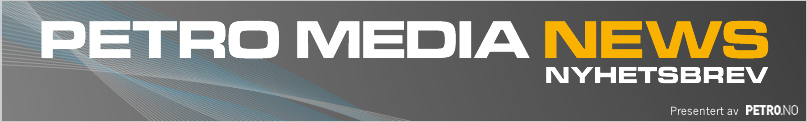 PETRO MEDIA NEWS
NYHETSBREV
Presentert av PETRO.NO